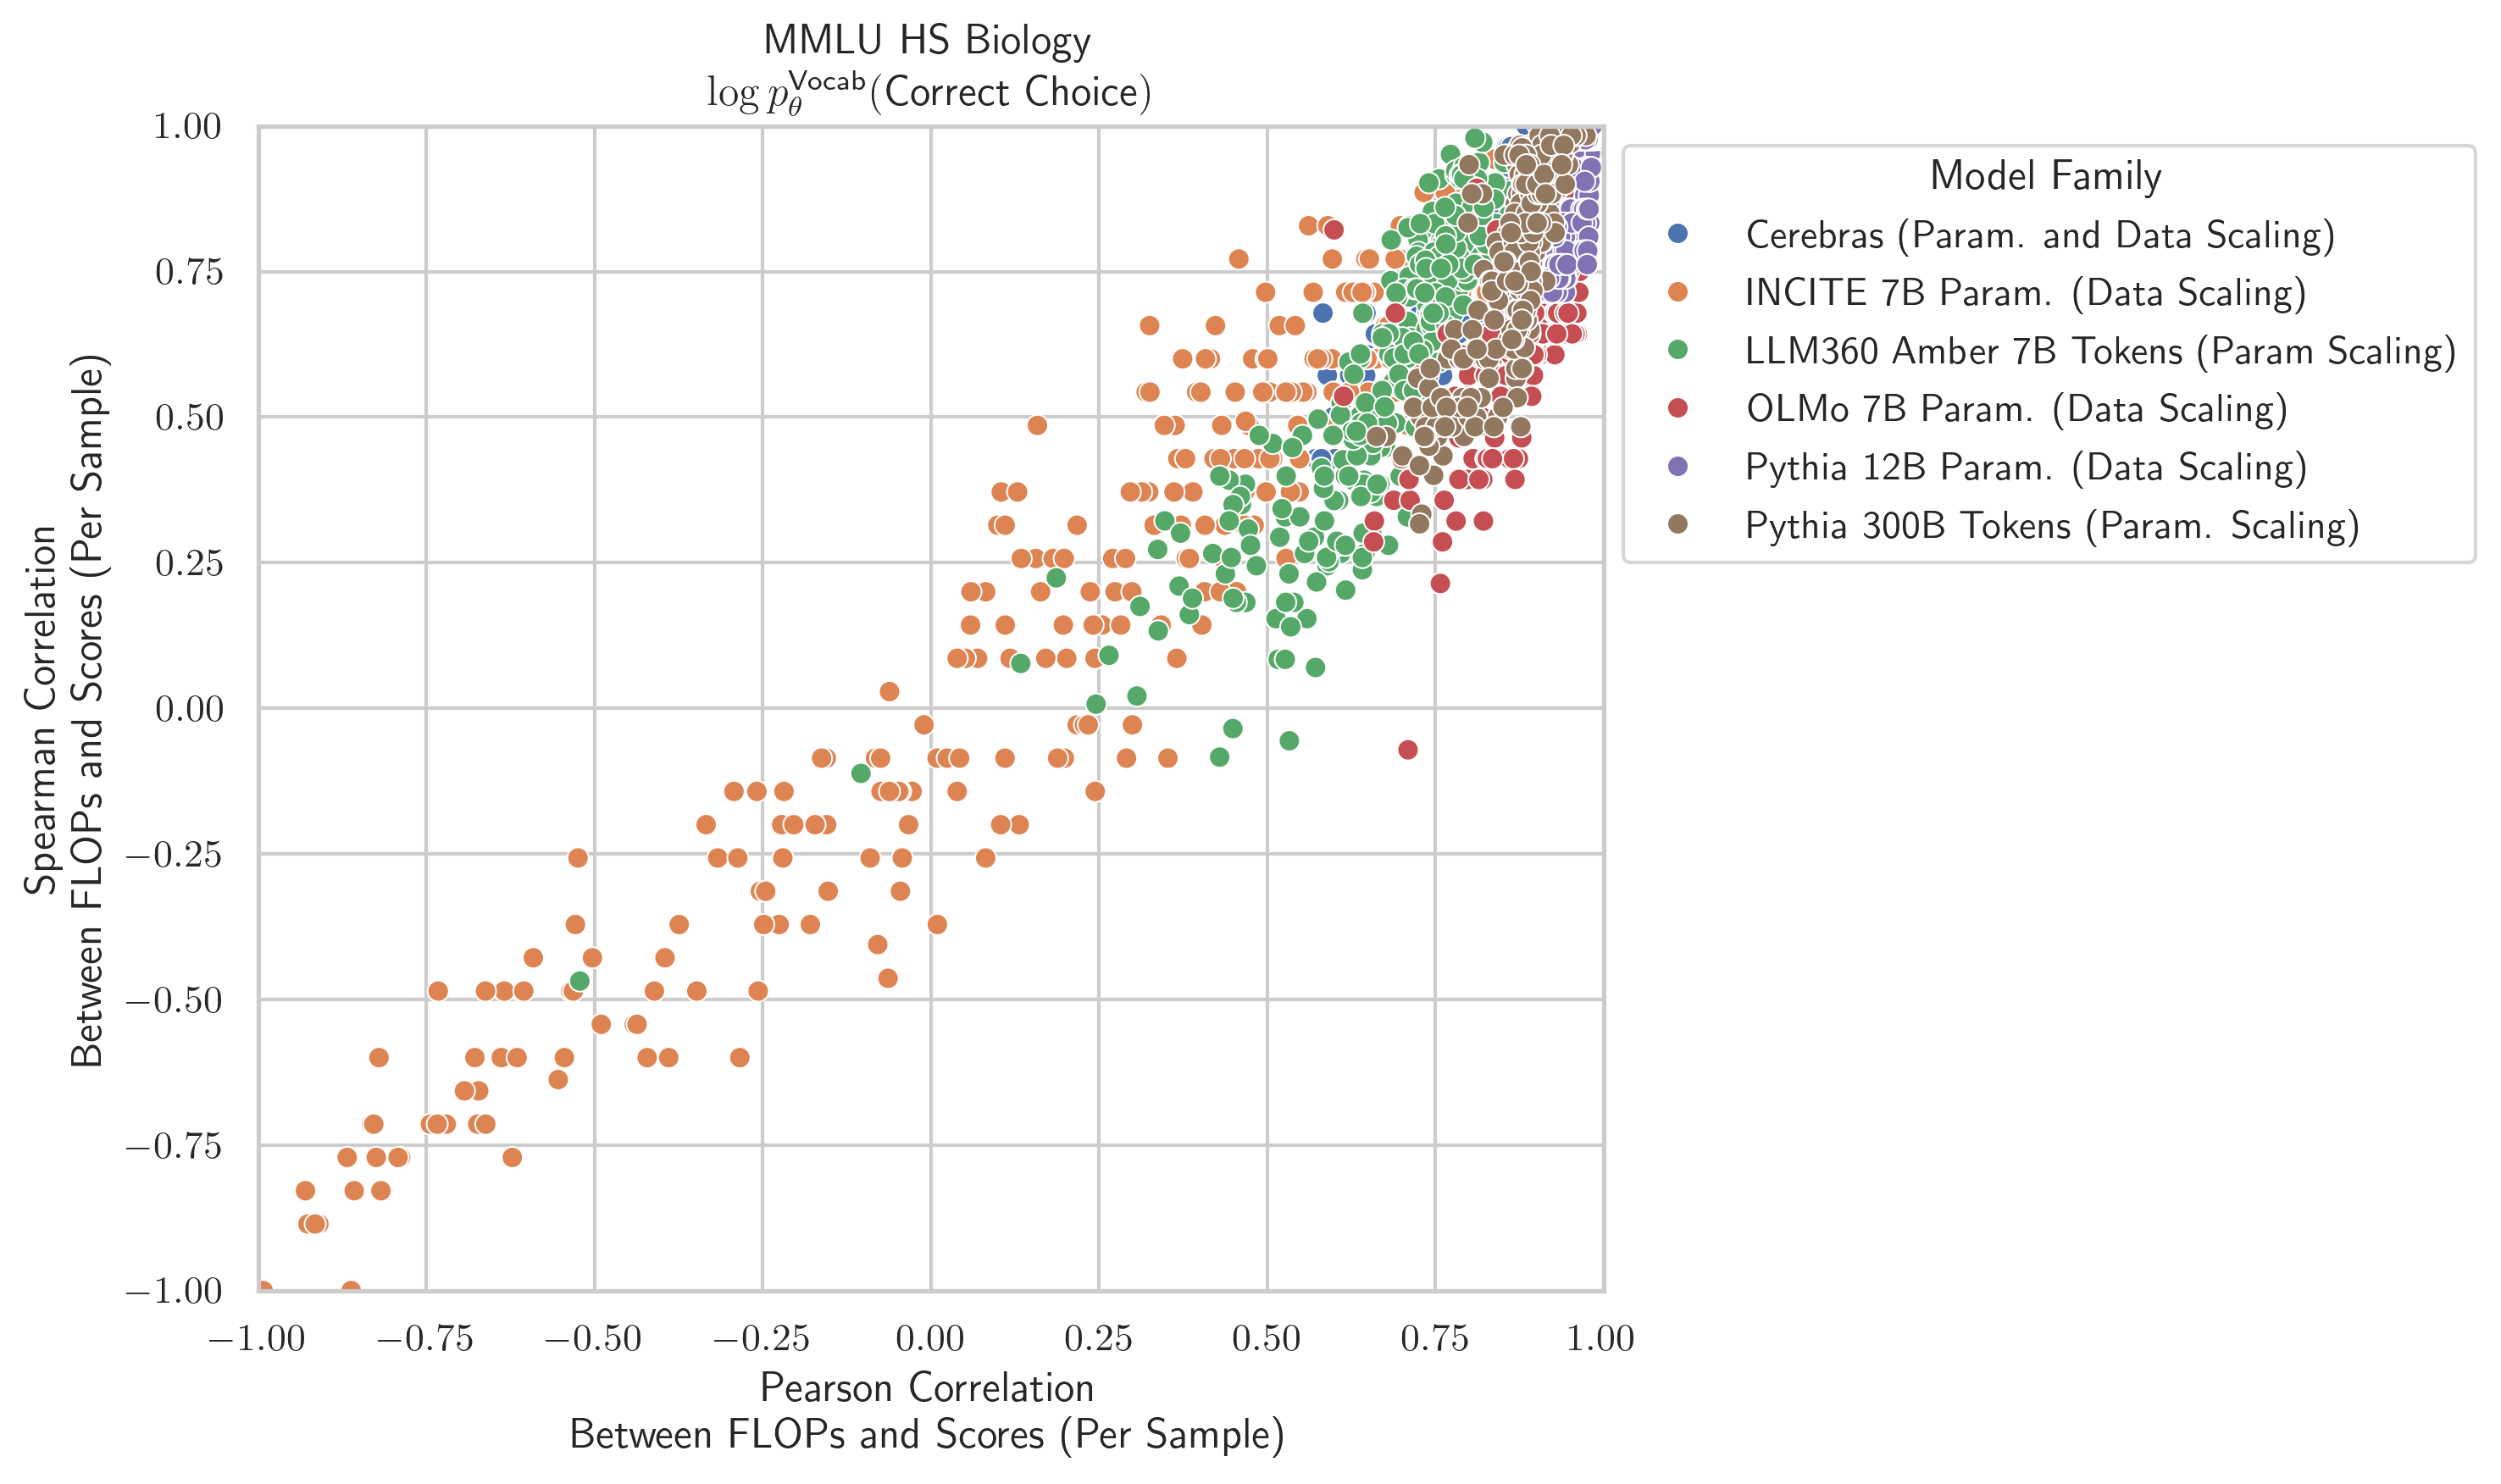 MMLU HS Biology
log p_θ^Vocab(Correct Choice)
1.00
0.75
0.50
0.25
0.00
−0.25
−0.50
−0.75
−1.00
Spearman Correlation
Between FLOPs and Scores (Per Sample)
−1.00
−0.75
−0.50
−0.25
0.00
0.25
0.50
0.75
1.00
Pearson Correlation
Between FLOPs and Scores (Per Sample)
Model Family
Cerebras (Param. and Data Scaling)
INCITE 7B Param. (Data Scaling)
LLM360 Amber 7B Tokens (Param Scaling)
OLMo 7B Param. (Data Scaling)
Pythia 12B Param. (Data Scaling)
Pythia 300B Tokens (Param. Scaling)